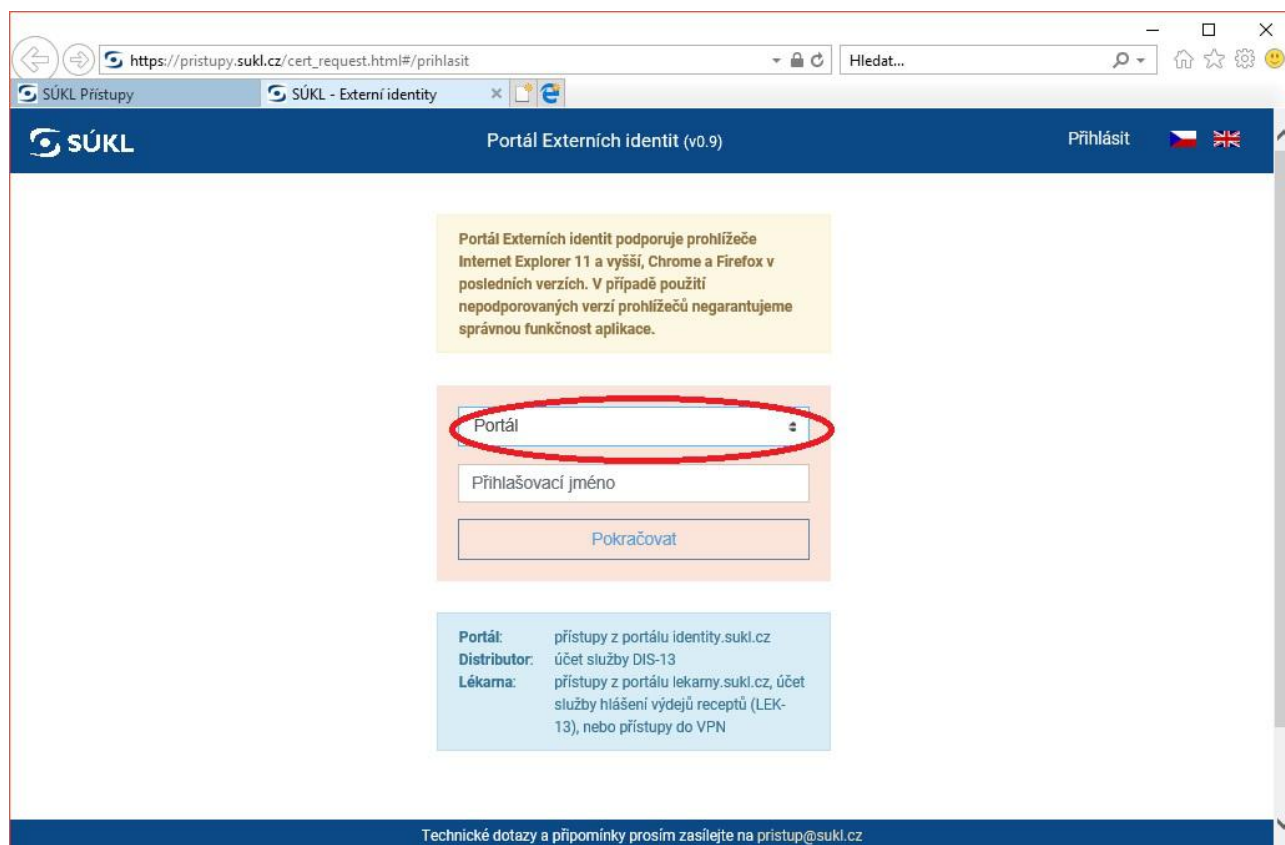 https://pristupy.sukl.cz/cert_request.html#/prihlasit
Hledat...
SÚKL Přístupy
SÚKL - Externí identity
SÚKL
Portál Externích identit (v0.9)
Přihlásit
Portál Externích identit podporuje prohlížeče
Internet Explorer 11 a vyšší, Chrome a Firefox v
posledních verzích. V případě použití
nepodporovaných verzí prohlížečů negarantujeme
správnou funkčnost aplikace.
Portál
Přihlašovací jméno
Pokračovat
Portál: přístupy z portálu identity.sukl.cz
Distributor: účet služby DIS-13
Lékarna: přístupy z portálu lekarny.sukl.cz, účet
služby hlášení výdejů receptů (LEK-
13), nebo přístupy do VPN
Technické dotazy a připomínky prosím zasílejte na pristup@sukl.cz